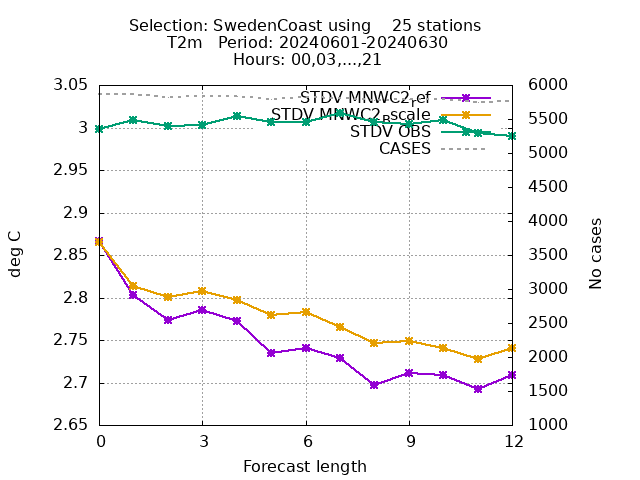 Selection: SwedenCoast using    25 stations
T2m   Period: 20240601-20240630
Hours: 00,03,...,21
STDV MNWC2_ref
STDV MNWC2_Bscale
STDV OBS
CASES
3.05
3
2.95
2.9
2.85
2.8
2.75
2.7
2.65
6000
5500
5000
4500
4000
3500
3000
2500
2000
1500
1000
deg C
No cases
0 3 6 9 12
Forecast length